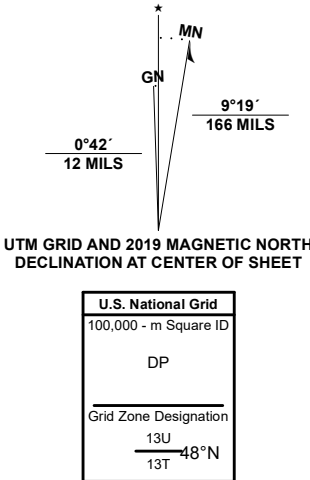 ★
MN
GN
9°19´
166 MILS
0°42´
12 MILS
UTM GRID AND 2019 MAGNETIC NORTH
DECLINATION AT CENTER OF SHEET
U.S. National Grid
100,000 - m Square ID
DP
Grid Zone Designation
13U
48°N
13T